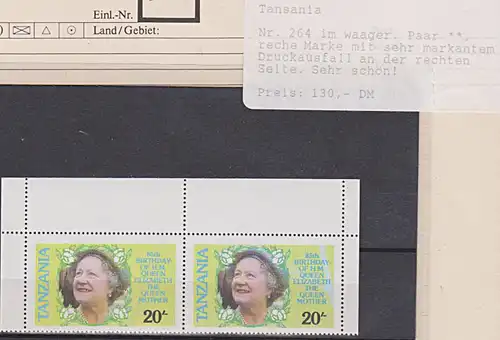 Einl.-Nr.
Land / Gebiet:
Tansania
Nr. 264 im waager. Paar **,
reche Marke mit sehr markantem
Druckausfall an der rechten
Seite. Sehr schön!
Preis: 130,- DM
TANZANIA
85th
BIRTHDAY
OF H.M.
QUEEN
ELIZABETH
THE
QUEEN
MOTHER
20/-
TANZANIA
85th
BIRTHDAY
OF H.M.
QUEEN
ELIZABETH
THE
QUEEN
MOTHER
20/-